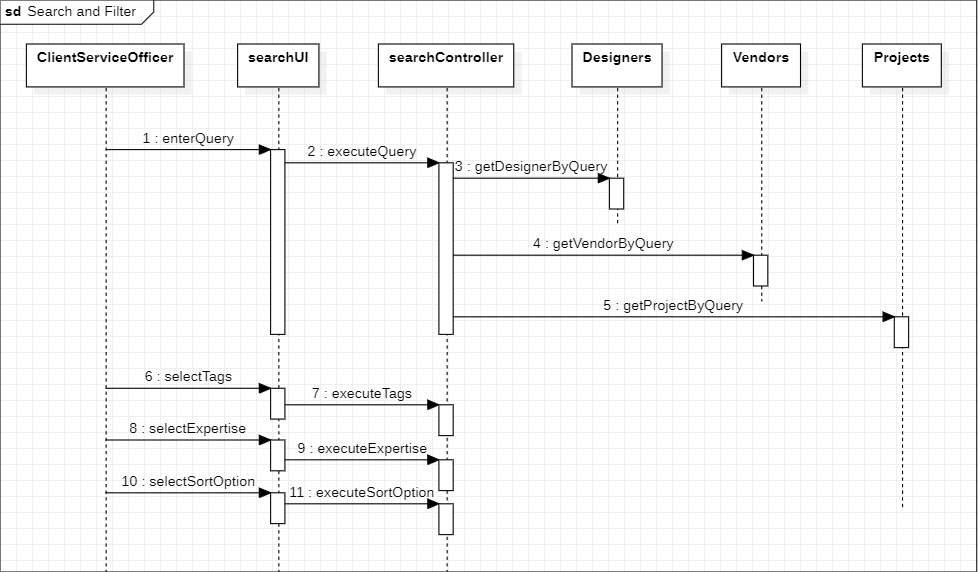 sd Search and Filter
ClientServiceOfficer
searchUI
searchController
Designers
Vendors
Projects
1 : enterQuery
2 : executeQuery
3 : getDesignerByQuery
4 : getVendorByQuery
5 : getProjectByQuery
6 : selectTags
7 : executeTags
8 : selectExpertise
9 : executeExpertise
10 : selectSortOption
11 : executeSortOption